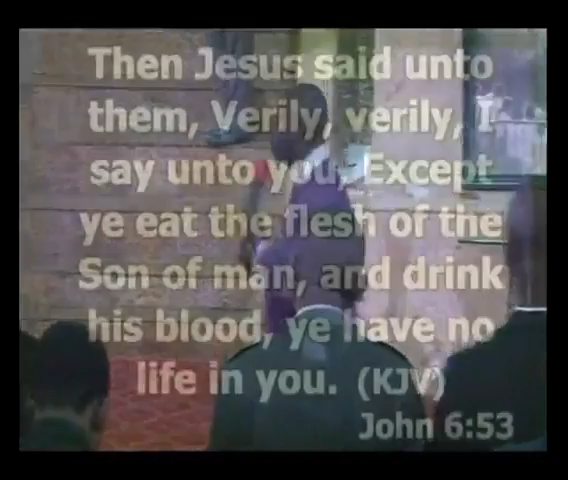 Then Jesus said unto
them, Verily, verily, I
say unto you, Except
ye eat the flesh of the
Son of man, and drink
his blood, ye have no
life in you. (KJV)
John 6:53